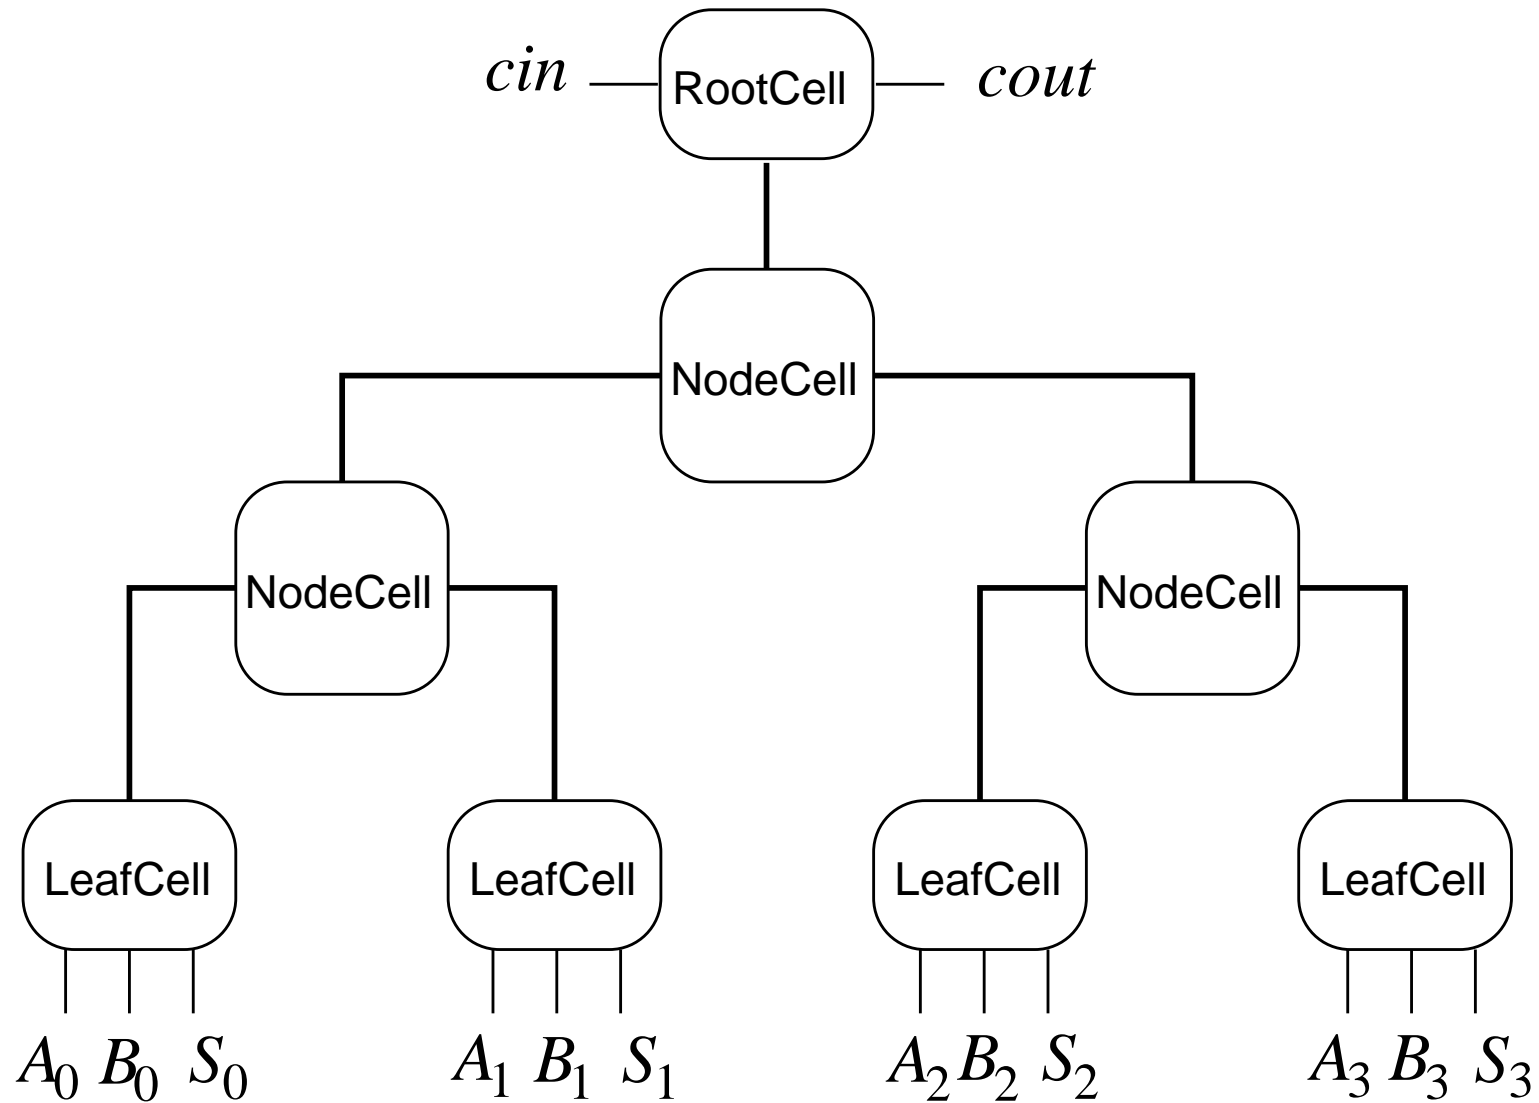 cin RootCell cout
NodeCell
NodeCell NodeCell
LeafCell LeafCell LeafCell LeafCell
A0 B0 S0 A1 B1 S1 A2 B2 S2 A3 B3 S3